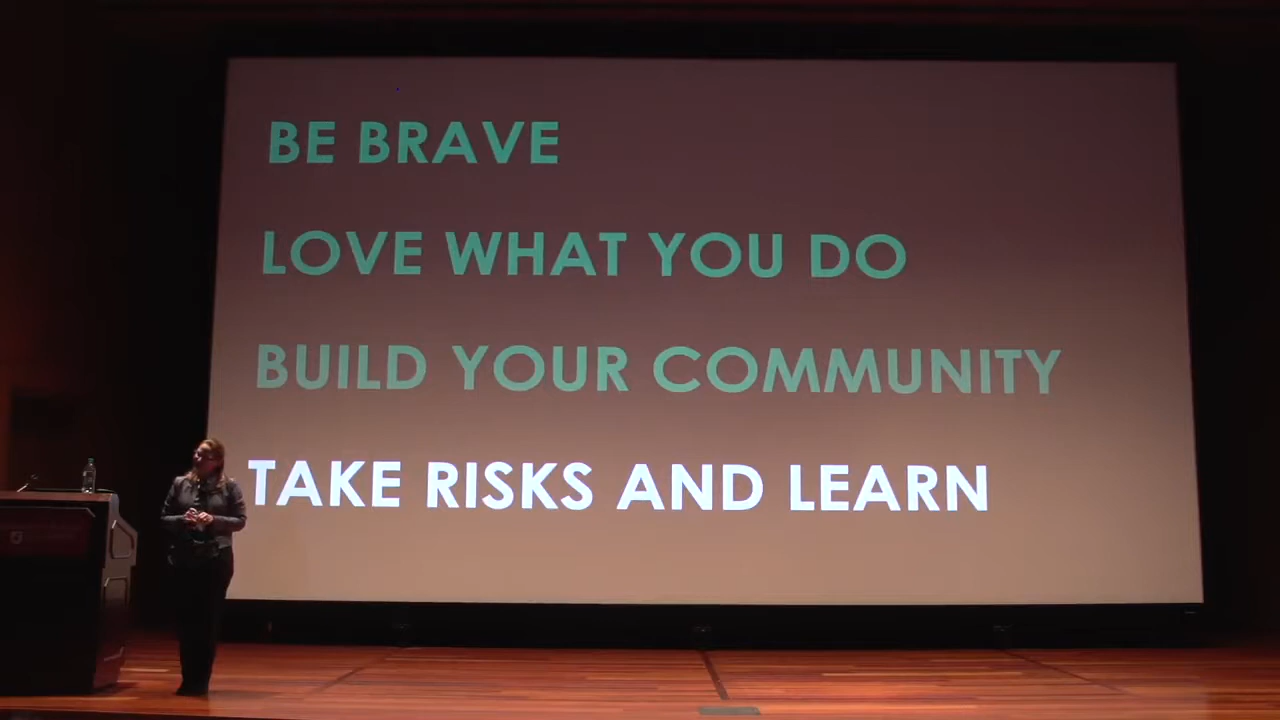 BE BRAVE
LOVE WHAT YOU DO
BUILD YOUR COMMUNITY
TAKE RISKS AND LEARN